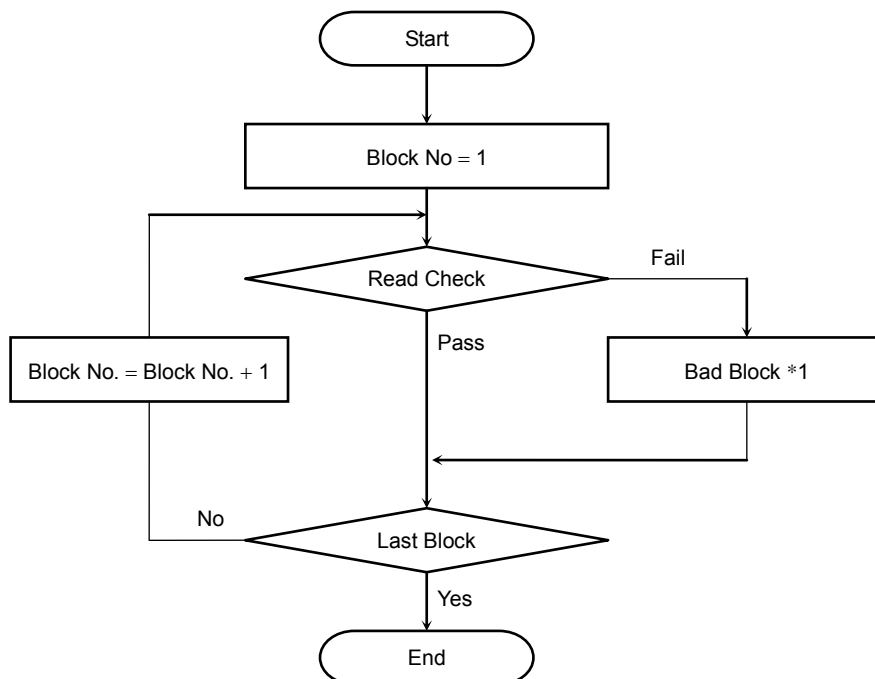 Start
Block No = 1
Read Check
Fail
Pass
Block No. = Block No. + 1
Bad Block *1
No
Last Block
Yes
End